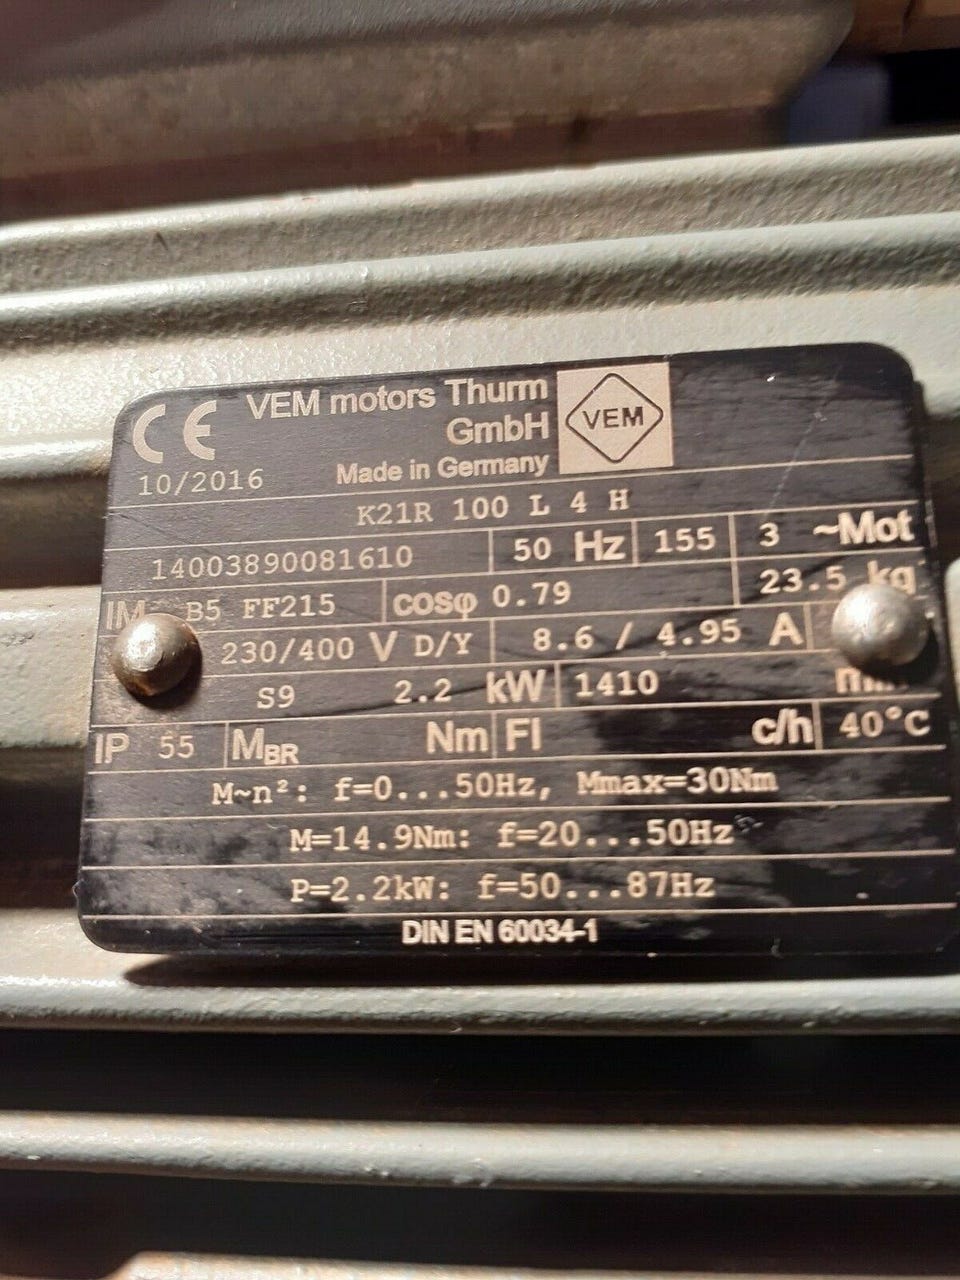 CE VEM motors Thurm
GmbH
VEM
10/2016 Made in Germany
K21R 100 L 4 H
14003890081610 50 Hz 155 3 ~Mot
IM B5 FF215 cosφ 0.79 23.5 kg
230/400 V D/Y 8.6 / 4.95 A
S9 2.2 kW 1410
IP 55 MBR Nm FI c/h 40°C
M~n²: f=0...50Hz, Mmax=30Nm
M=14.9Nm: f=20...50Hz
P=2.2kW: f=50...87Hz
DIN EN 60034-1